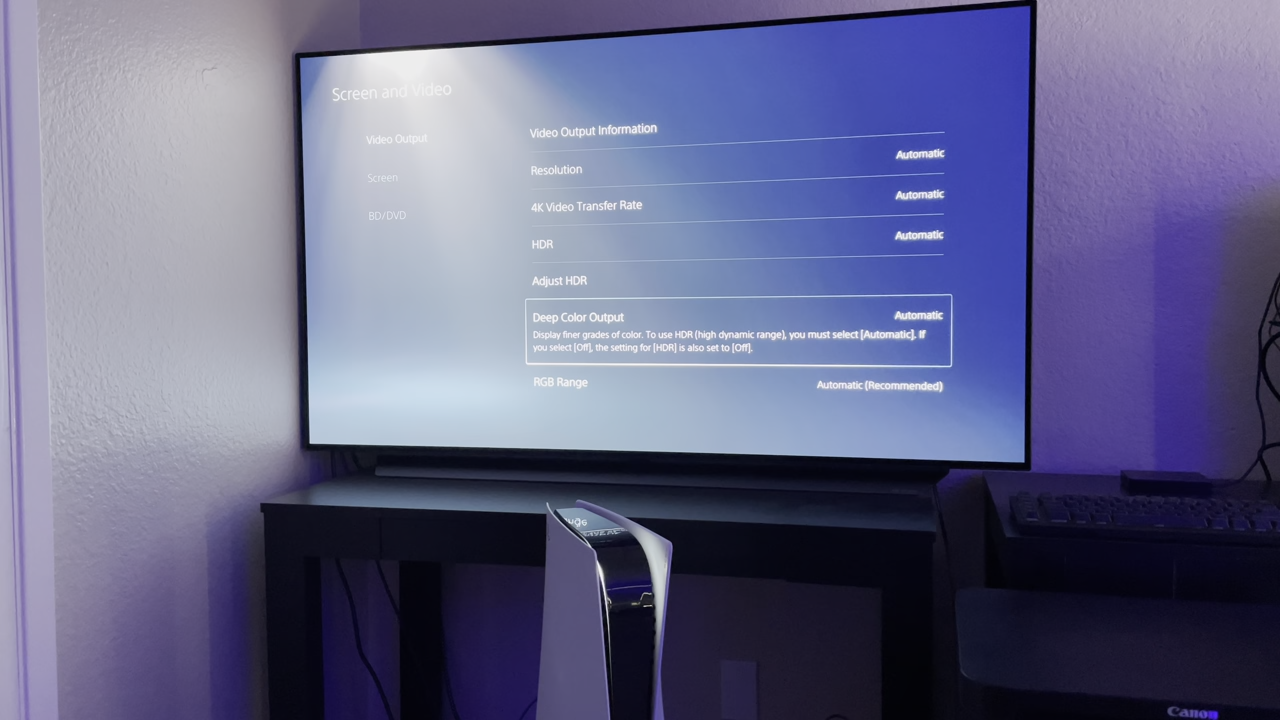 Screen and Video
Video Output
Screen
BD/DVD
Video Output Information
Resolution Automatic
4K Video Transfer Rate Automatic
HDR Automatic
Adjust HDR
Deep Color Output Automatic
Display finer grades of color. To use HDR (high dynamic range), you must select [Automatic]. If
you select [Off], the setting for [HDR] is also set to [Off].
RGB Range Automatic (Recommended)
Canon